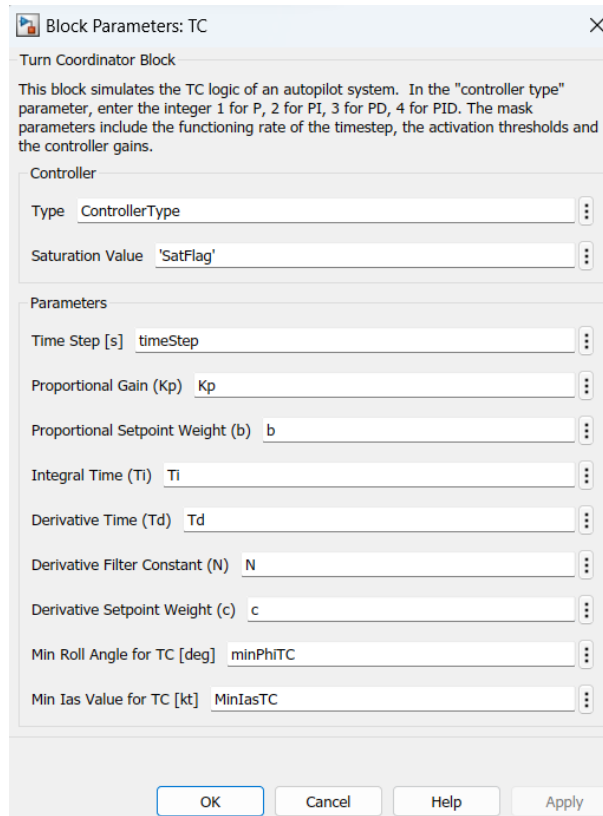 Block Parameters: TC
Turn Coordinator Block
This block simulates the TC logic of an autopilot system. In the "controller type"
parameter, enter the integer 1 for P, 2 for PI, 3 for PD, 4 for PID. The mask
parameters include the functioning rate of the timestep, the activation thresholds and
the controller gains.
Controller
Type ControllerType
Saturation Value 'SatFlag'
Parameters
Time Step [s] timeStep
Proportional Gain (Kp) Kp
Proportional Setpoint Weight (b) b
Integral Time (Ti) Ti
Derivative Time (Td) Td
Derivative Filter Constant (N) N
Derivative Setpoint Weight (c) c
Min Roll Angle for TC [deg] minPhiTC
Min Ias Value for TC [kt] MinIasTC
OK Cancel Help Apply